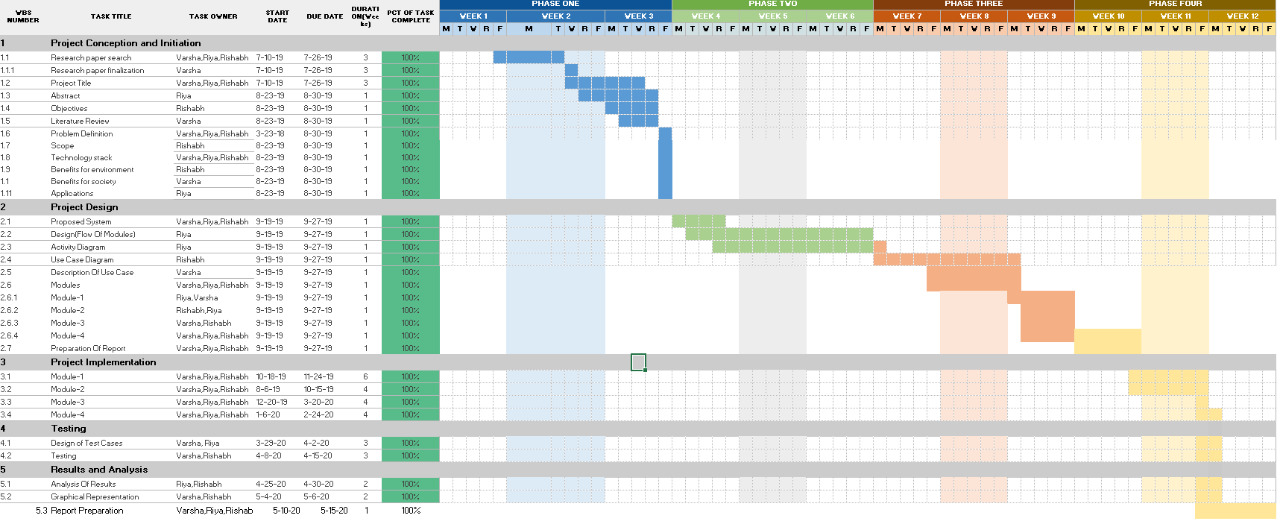 PHASE ONE PHASE TWO PHASE THREE PHASE FOUR
WBS NUMBER TASK TITLE TASK OWNER START DATE DUE DATE DURATION(Weeks) PCT OF TASK COMPLETE WEEK 1 WEEK 2 WEEK 3 WEEK 4 WEEK 5 WEEK 6 WEEK 7 WEEK 8 WEEK 9 WEEK 10 WEEK 11 WEEK 12
M T W R F M T W R F M T W R F M T W R F M T W R F M T W R F M T W R F M T W R F M T W R F M T W R F M T W R F M T W R F
1 Project Conception and Initiation
1.1 Research paper search Varsha,Riya,Rishabh 7-10-19 7-26-19 3 100%
1.1.1 Research paper finalization Varsha 7-10-19 7-26-19 3 100%
1.2 Project Title Varsha,Riya,Rishabh 7-10-19 7-26-19 3 100%
1.3 Abstract Riya 8-23-19 8-30-19 1 100%
1.4 Objectives Rishabh 8-23-19 8-30-19 1 100%
1.5 Literature Review Varsha 8-23-19 8-30-19 1 100%
1.6 Problem Definition Varsha,Riya,Rishabh 3-23-18 8-30-19 1 100%
1.7 Scope Rishabh 8-23-19 8-30-19 1 100%
1.8 Technology stack Varsha,Riya,Rishabh 8-23-19 8-30-19 1 100%
1.9 Benefits for environment Rishabh 8-23-19 8-30-19 1 100%
1.1 Benefits for society Varsha 8-23-19 8-30-19 1 100%
1.11 Applications Riya 8-23-19 8-30-19 1 100%
2 Project Design
2.1 Proposed System Varsha,Riya,Rishabh 9-19-19 9-27-19 1 100%
2.2 Design(Flow Of Modules) Riya 9-19-19 9-27-19 1 100%
2.3 Activity Diagram Riya 9-19-19 9-27-19 1 100%
2.4 Use Case Diagram Rishabh 9-19-19 9-27-19 1 100%
2.5 Description Of Use Case Varsha 9-19-19 9-27-19 1 100%
2.6 Modules Varsha,Riya,Rishabh 9-19-19 9-27-19 1 100%
2.6.1 Module-1 Riya,Varsha 9-19-19 9-27-19 1 100%
2.6.2 Module-2 Rishabh,Riya 9-19-19 9-27-19 1 100%
2.6.3 Module-3 Varsha,Rishabh 9-19-19 9-27-19 1 100%
2.6.4 Module-4 Varsha,Riya,Rishabh 9-19-19 9-27-19 1 100%
2.7 Preparation Of Report Varsha,Riya,Rishabh 9-19-19 9-27-19 1 100%
3 Project Implementation
3.1 Module-1 Varsha,Riya,Rishabh 10-18-19 11-24-19 6 100%
3.2 Module-2 Varsha,Riya,Rishabh 8-6-19 10-15-19 4 100%
3.3 Module-3 Varsha,Riya,Rishabh 12-20-19 3-20-20 4 100%
3.4 Module-4 Varsha,Riya,Rishabh 1-6-20 2-24-20 4 100%
4 Testing
4.1 Design of Test Cases Varsha, Riya 3-29-20 4-2-20 3 100%
4.2 Testing Varsha,Rishabh 4-8-20 4-15-20 3 100%
5 Results and Analysis
5.1 Analysis Of Results Riya,Rishabh 4-25-20 4-30-20 2 100%
5.2 Graphical Representation Varsha,Rishabh 5-4-20 5-6-20 2 100%
5.3 Report Preparation Varsha,Riya,Rishab 5-10-20 5-15-20 1 100%